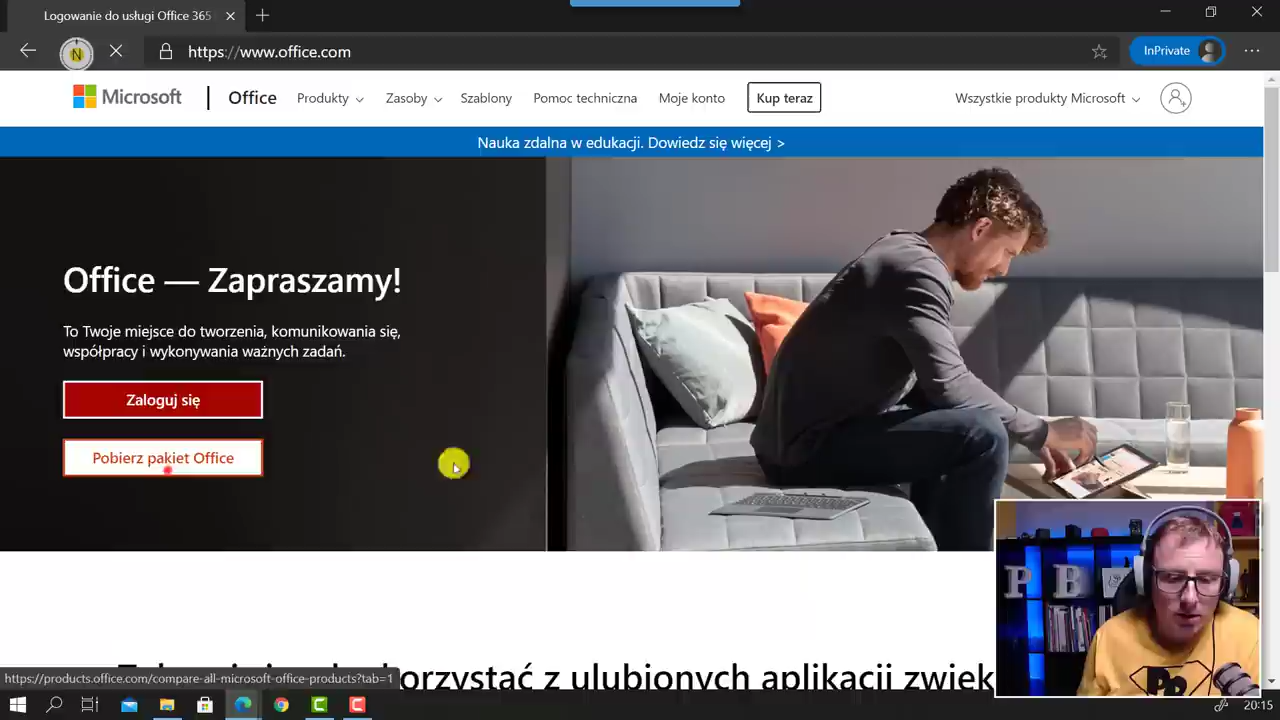 Logowanie do usługi Office 365
https://www.office.com
InPrivate
Microsoft
Office
Produkty
Zasoby
Szablony
Pomoc techniczna
Moje konto
Kup teraz
Wszystkie produkty Microsoft
Nauka zdalna w edukacji. Dowiedz się więcej >
Office — Zapraszamy!
To Twoje miejsce do tworzenia, komunikowania się,
współpracy i wykonywania ważnych zadań.
Zaloguj się
Pobierz pakiet Office
z ulubionych aplikacji
https://products.office.com/compare-all-microsoft-office-products?tab=1
P B
20:15